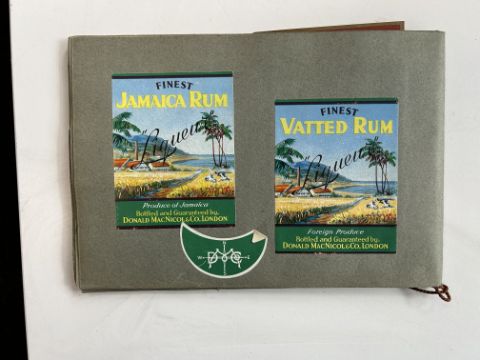 FINEST
JAMAICA RUM
"Liqueur"
Produce of Jamaica
Bottled and Guaranteed by,
DONALD MACNICOL & CO. LONDON
FINEST
VATTED RUM
"Liqueur"
Foreign Produce
Bottled and Guaranteed by,
DONALD MACNICOL & CO. LONDON
W
E